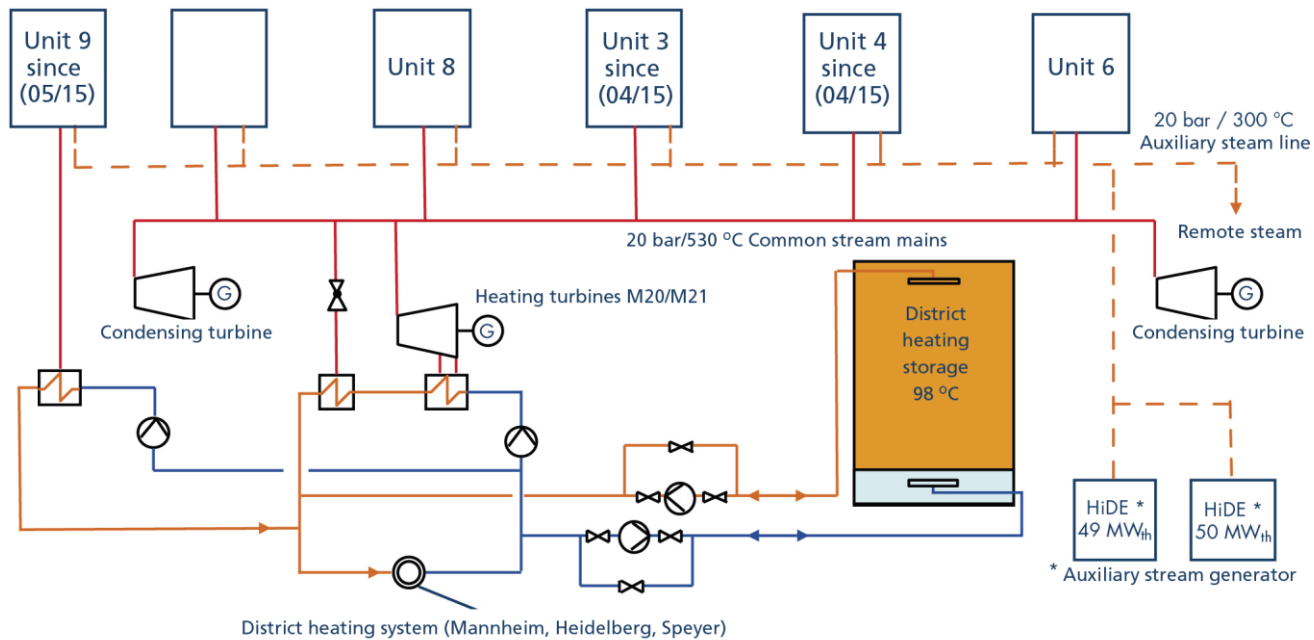 Unit 9
since
(05/15)
Unit 8
Unit 3
since
(04/15)
Unit 4
since
(04/15)
Unit 6
20 bar / 300 °C
Auxiliary steam line
Remote steam
20 bar/530 °C Common stream mains
G
Condensing turbine
Heating turbines M20/M21
G
District
heating
storage
98 °C
G
Condensing turbine
HiDE *
49 MWth
HiDE *
50 MWth
* Auxiliary stream generator
District heating system (Mannheim, Heidelberg, Speyer)